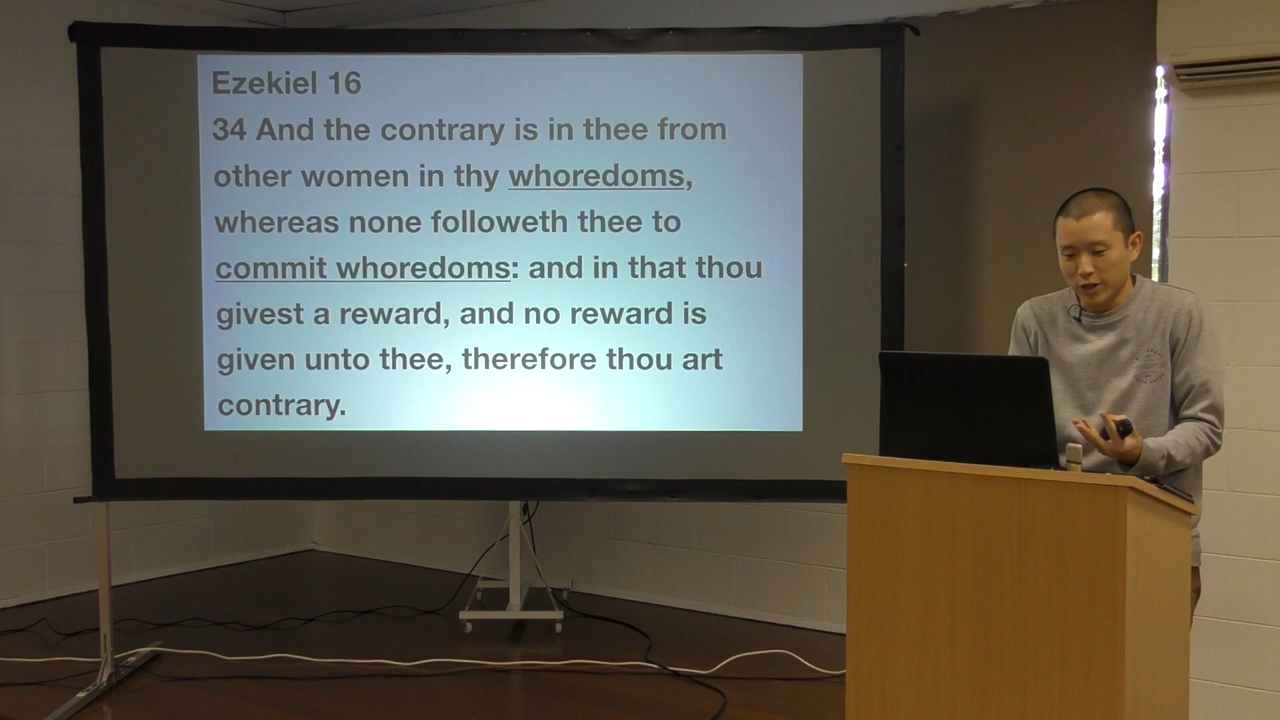 Ezekiel 16
34 And the contrary is in thee from
other women in thy whoredoms,
whereas none followeth thee to
commit whoredoms: and in that thou
givest a reward, and no reward is
given unto thee, therefore thou art
contrary.